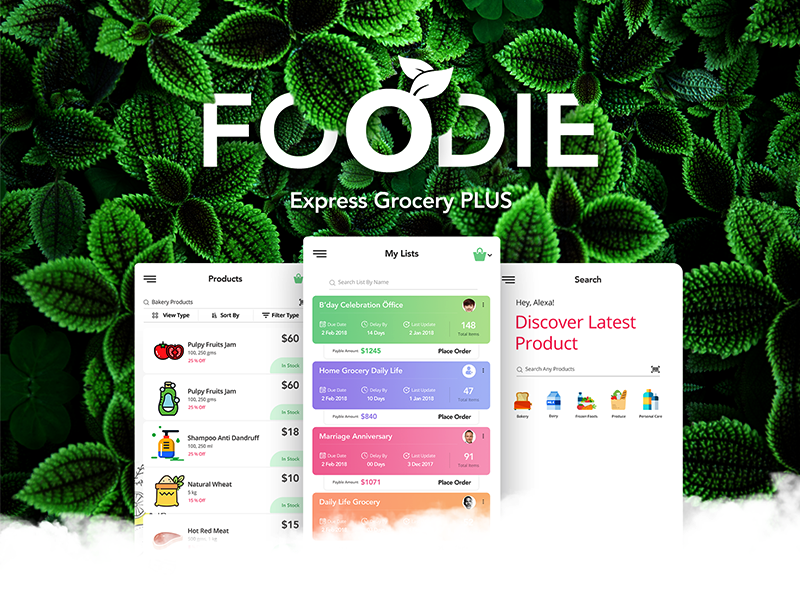 FOODIE
Express Grocery PLUS
Products
Bakery Products
View Type
Sort By
Filter Type
Pulpy Fruits Jam
100, 250 gms
25 % Off
$60
In Stock
Pulpy Fruits Jam
100, 250 gms
25 % Off
$60
In Stock
Shampoo Anti Dandruff
100, 250 ml
25 % Off
$18
In Stock
Natural Wheat
5 kg
15 % Off
$10
In Stock
Hot Red Meat
$15
My Lists
Search List By Name
B'day Celebration Office
Due Date
2 Feb 2018
Delay By
14 Days
Last Update
2 Jan 2018
148
Total Items
Payable Amount $1245
Place Order
Home Grocery Daily Life
Due Date
2 Feb 2018
Delay By
10 Days
Last Update
1 Jan 2018
47
Total Items
Payable Amount $840
Place Order
Marriage Anniversary
Due Date
2 Feb 2018
Delay By
00 Days
Last Update
3 Dec 2017
91
Total Items
Payable Amount $1071
Place Order
Daily Life Grocery
Search
Hey, Alexa!
Discover Latest
Product
Search Any Products
Bakery
Dairy
Frozen Foods
Produce
Personal Care